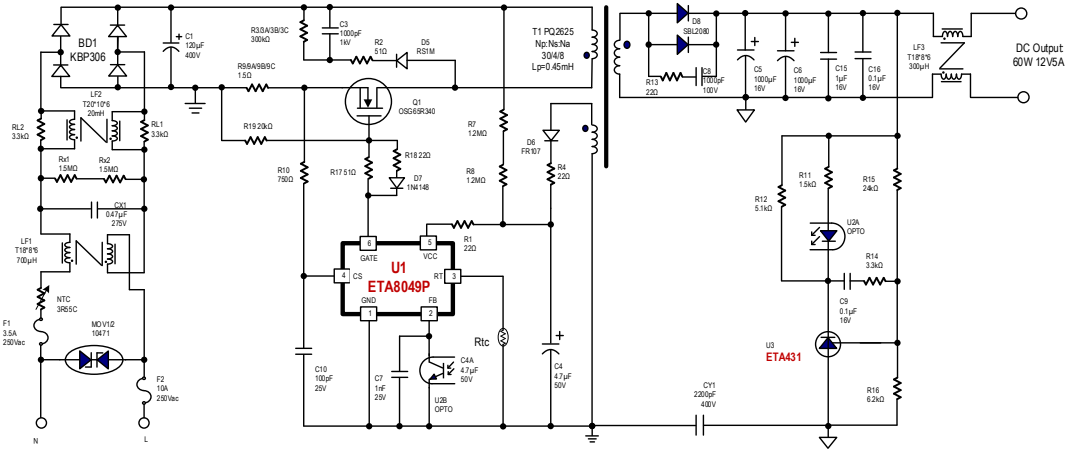 BD1
KBP306
C1
120µF
400V
R3/3A/3B/3C
300kΩ
C3
1000pF
1kV
R2
51Ω
D5
RS1M
T1 PQ2625
Np:Ns:Na
30/4/8
Lp=0.45mH
D8
SBL2080
R13
22Ω
C8
1000pF
100V
C5
1000µF
16V
C6
1000µF
16V
C15
1µF
16V
C16
0.1µF
16V
LF3
T18*8*6
300µH
DC Output
60W 12V5A
LF2
T20*10*6
20mH
RL2
3.3kΩ
RL1
3.3kΩ
R9/9A/9B/9C
1.5Ω
Q1
OSG65R340
R19 20kΩ
R10
750Ω
R17 51Ω
R18 22Ω
D7
1N4148
R7
1.2MΩ
R8
1.2MΩ
D6
FR107
R4
22Ω
Rx1
1.5MΩ
Rx2
1.5MΩ
CX1
0.47µF
275V
LF1
T18*8*6
700µH
NTC
3R55C
F1
3.5A
250Vac
MOV1/2
10471
F2
10A
250Vac
N
L
R1
22Ω
6
GATE
5
VCC
U1
ETA8049P
4
CS
RT
3
GND
1
FB
2
C10
100pF
25V
C7
1nF
25V
C4A
4.7µF
50V
U2B
OPTO
Rtc
C4
4.7µF
50V
CY1
2200pF
400V
R12
5.1kΩ
R11
1.5kΩ
R15
24kΩ
U2A
OPTO
R14
3.3kΩ
C9
0.1µF
16V
U3
ETA431
R16
6.2kΩ